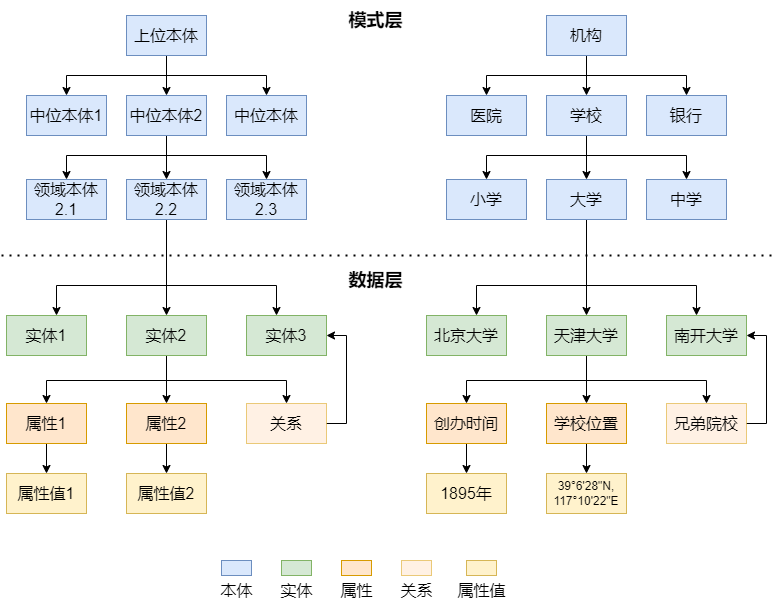 模式层
上位本体
机构
中位本体1
中位本体2
中位本体
医院
学校
银行
领域本体
2.1
领域本体
2.2
领域本体
2.3
小学
大学
中学
数据层
实体1
实体2
实体3
北京大学
天津大学
南开大学
属性1
属性2
关系
创办时间
学校位置
兄弟院校
属性值1
属性值2
1895年
39°6'28"N,
117°10'22"E
本体
实体
属性
关系
属性值